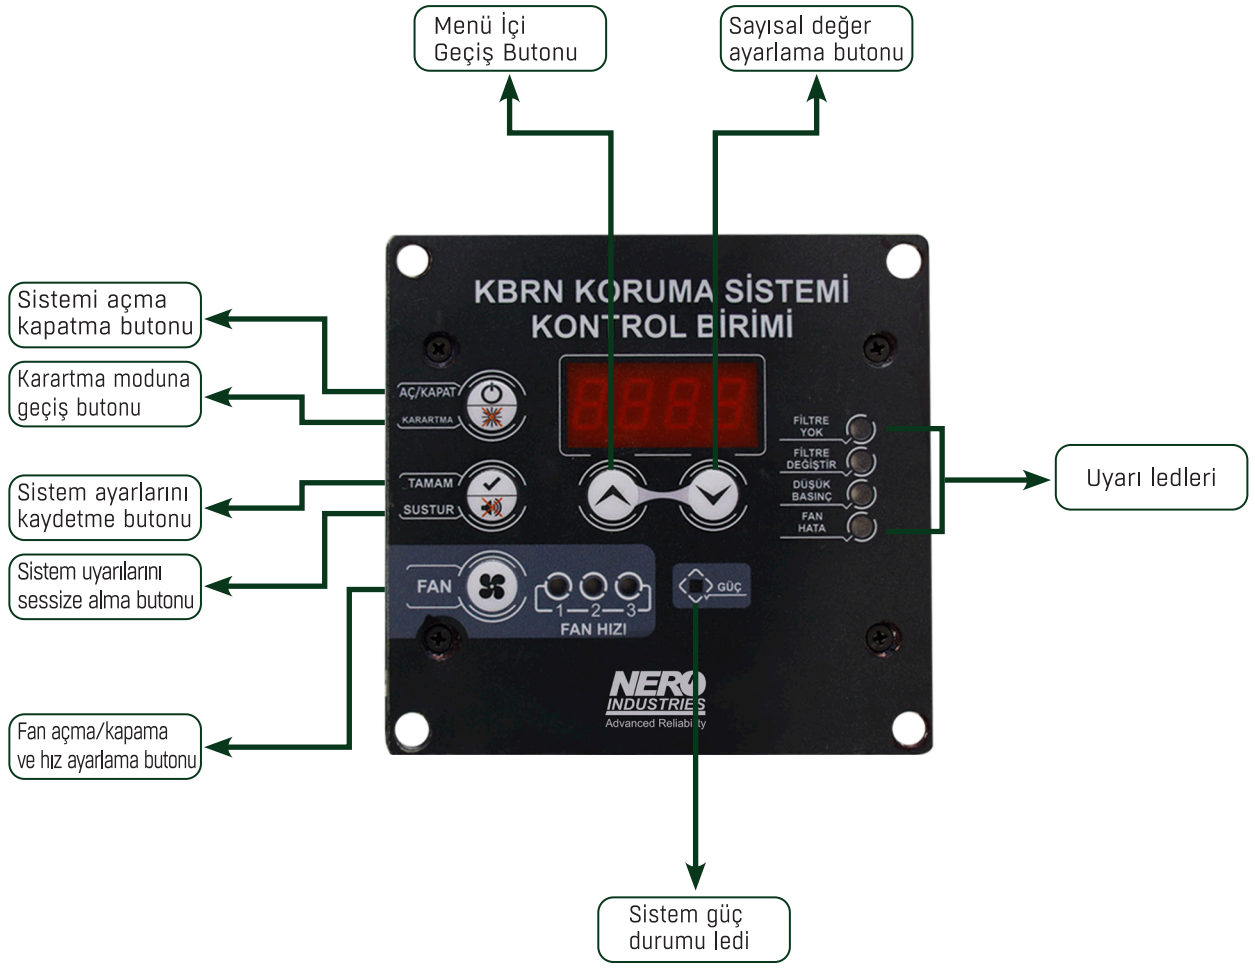 Menü İçi
Geçiş Butonu
Sayısal değer
ayarlama butonu
Sistemi açma
kapatma butonu
Karartma moduna
geçiş butonu
Sistem ayarlarını
kaydetme butonu
Sistem uyarılarını
sessize alma butonu
Fan açma/kapama
ve hız ayarlama butonu
KBRN KORUMA SİSTEMİ
KONTROL BİRİMİ
AÇ/KAPAT
KARARTMA
TAMAM
SUSTUR
FAN
1 2 3
FAN HIZI
GÜÇ
FİLTRE
YOK
FİLTRE
DEĞİŞTİR
DÜŞÜK
BASINÇ
FAN
HATA
NERO
INDUSTRIES
Advanced Reliability
Uyarı ledleri
Sistem güç
durumu ledi